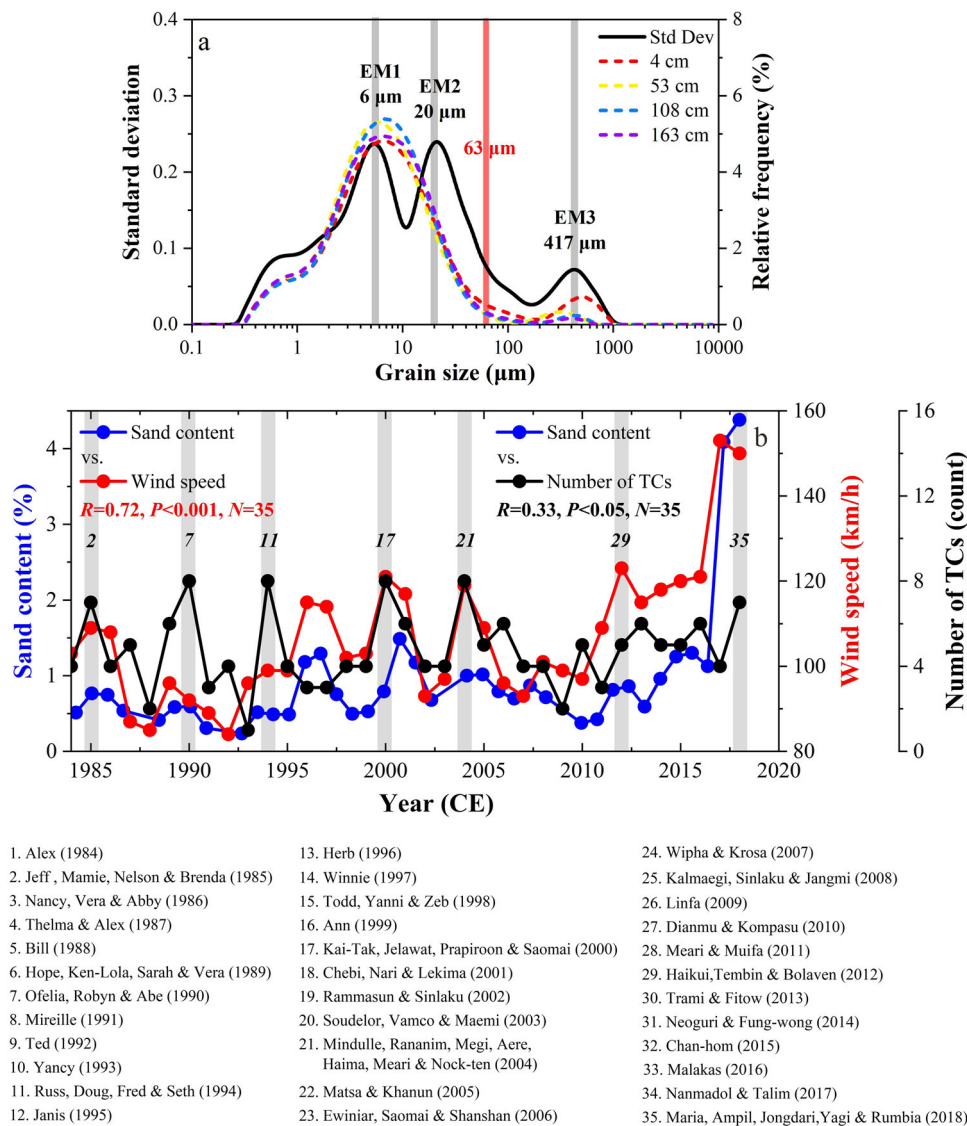 a
Std Dev
4 cm
53 cm
108 cm
163 cm
EM1
6 μm
EM2
20 μm
63 μm
EM3
417 μm
0.4
0.3
0.2
0.1
0.0
Standard deviation
8
6
4
2
0
Relative frequency (%)
0.1
1
10
100
1000
10000
Grain size (μm)
b
Sand content
vs.
Wind speed
R=0.72, P<0.001, N=35
Sand content
vs.
Number of TCs
R=0.33, P<0.05, N=35
2
7
11
17
21
29
35
4
3
2
1
0
Sand content (%)
160
140
120
100
80
Wind speed (km/h)
16
14
12
10
8
6
4
2
0
Number of TCs (count)
1985
1990
1995
2000
2005
2010
2015
2020
Year (CE)
1. Alex (1984)
2. Jeff , Mamie, Nelson & Brenda (1985)
3. Nancy, Vera & Abby (1986)
4. Thelma & Alex (1987)
5. Bill (1988)
6. Hope, Ken-Lola, Sarah & Vera (1989)
7. Ofelia, Robyn & Abe (1990)
8. Mireille (1991)
9. Ted (1992)
10. Yancy (1993)
11. Russ, Doug, Fred & Seth (1994)
12. Janis (1995)
13. Herb (1996)
14. Winnie (1997)
15. Todd, Yanni & Zeb (1998)
16. Ann (1999)
17. Kai-Tak, Jelawat, Prapiroon & Saomai (2000)
18. Chebi, Nari & Lekima (2001)
19. Rammasun & Sinlaku (2002)
20. Soudelor, Vamco & Maemi (2003)
21. Mindulle, Rananim, Megi, Aere,
Haima, Meari & Nock-ten (2004)
22. Matsa & Khanun (2005)
23. Ewiniar, Saomai & Shanshan (2006)
24. Wipha & Krosa (2007)
25. Kalmaegi, Sinlaku & Jangmi (2008)
26. Linfa (2009)
27. Dianmu & Kompasu (2010)
28. Meari & Muifa (2011)
29. Haikui,Tembin & Bolaven (2012)
30. Trami & Fitow (2013)
31. Neoguri & Fung-wong (2014)
32. Chan-hom (2015)
33. Malakas (2016)
34. Nanmadol & Talim (2017)
35. Maria, Ampil, Jongdari,Yagi & Rumbia (2018)